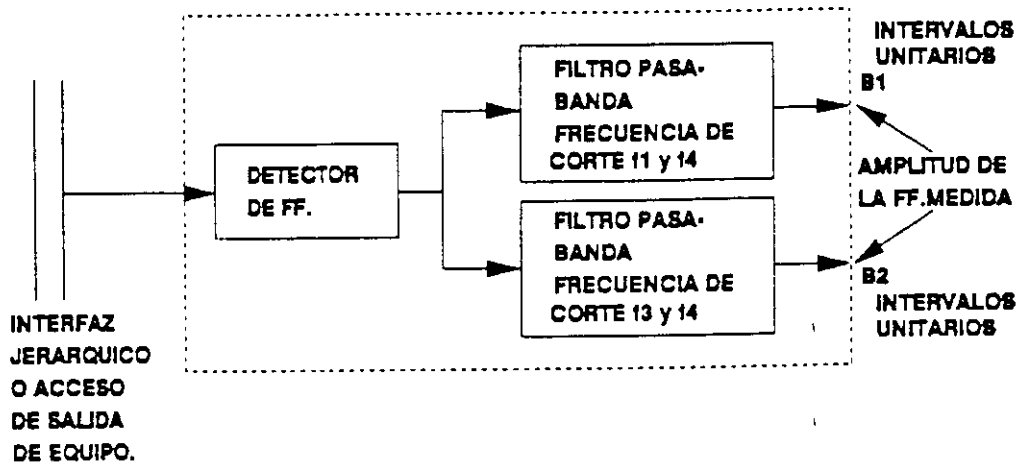 INTERVALOS
UNITARIOS
B1
FILTRO PASA-
BANDA
FRECUENCIA DE
CORTE f1 y f4
DETECTOR
DE FF.
AMPLITUD DE
LA FF.MEDIDA
FILTRO PASA-
BANDA
FRECUENCIA DE
CORTE f3 y f4
B2
INTERVALOS
UNITARIOS
INTERFAZ
JERARQUICO
O ACCESO
DE SALIDA
DE EQUIPO.